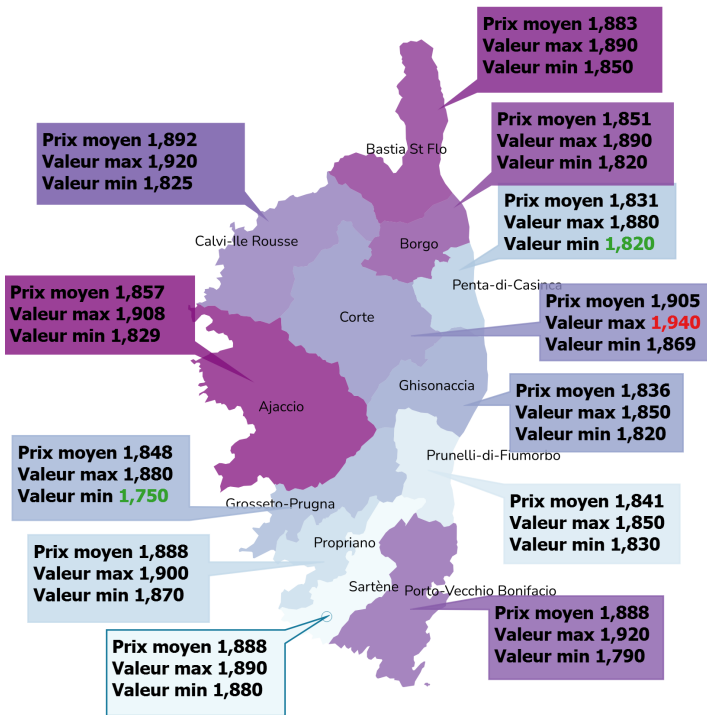 Prix moyen 1,883
Valeur max 1,890
Valeur min 1,850
Prix moyen 1,851
Valeur max 1,890
Valeur min 1,820
Prix moyen 1,892
Valeur max 1,920
Valeur min 1,825
Bastia St Flo
Prix moyen 1,831
Valeur max 1,880
Valeur min 1,820
Calvi-Ile Rousse
Borgo
Penta-di-Casinca
Prix moyen 1,857
Valeur max 1,908
Valeur min 1,829
Prix moyen 1,905
Valeur max 1,940
Valeur min 1,869
Corte
Ghisonaccia
Ajaccio
Prix moyen 1,836
Valeur max 1,850
Valeur min 1,820
Prix moyen 1,848
Valeur max 1,880
Valeur min 1,750
Prunelli-di-Fiumorbo
Grosseto-Prugna
Prix moyen 1,841
Valeur max 1,850
Valeur min 1,830
Prix moyen 1,888
Valeur max 1,900
Valeur min 1,870
Propriano
Sartène
Porto-Vecchio Bonifacio
Prix moyen 1,888
Valeur max 1,920
Valeur min 1,790
Prix moyen 1,888
Valeur max 1,890
Valeur min 1,880